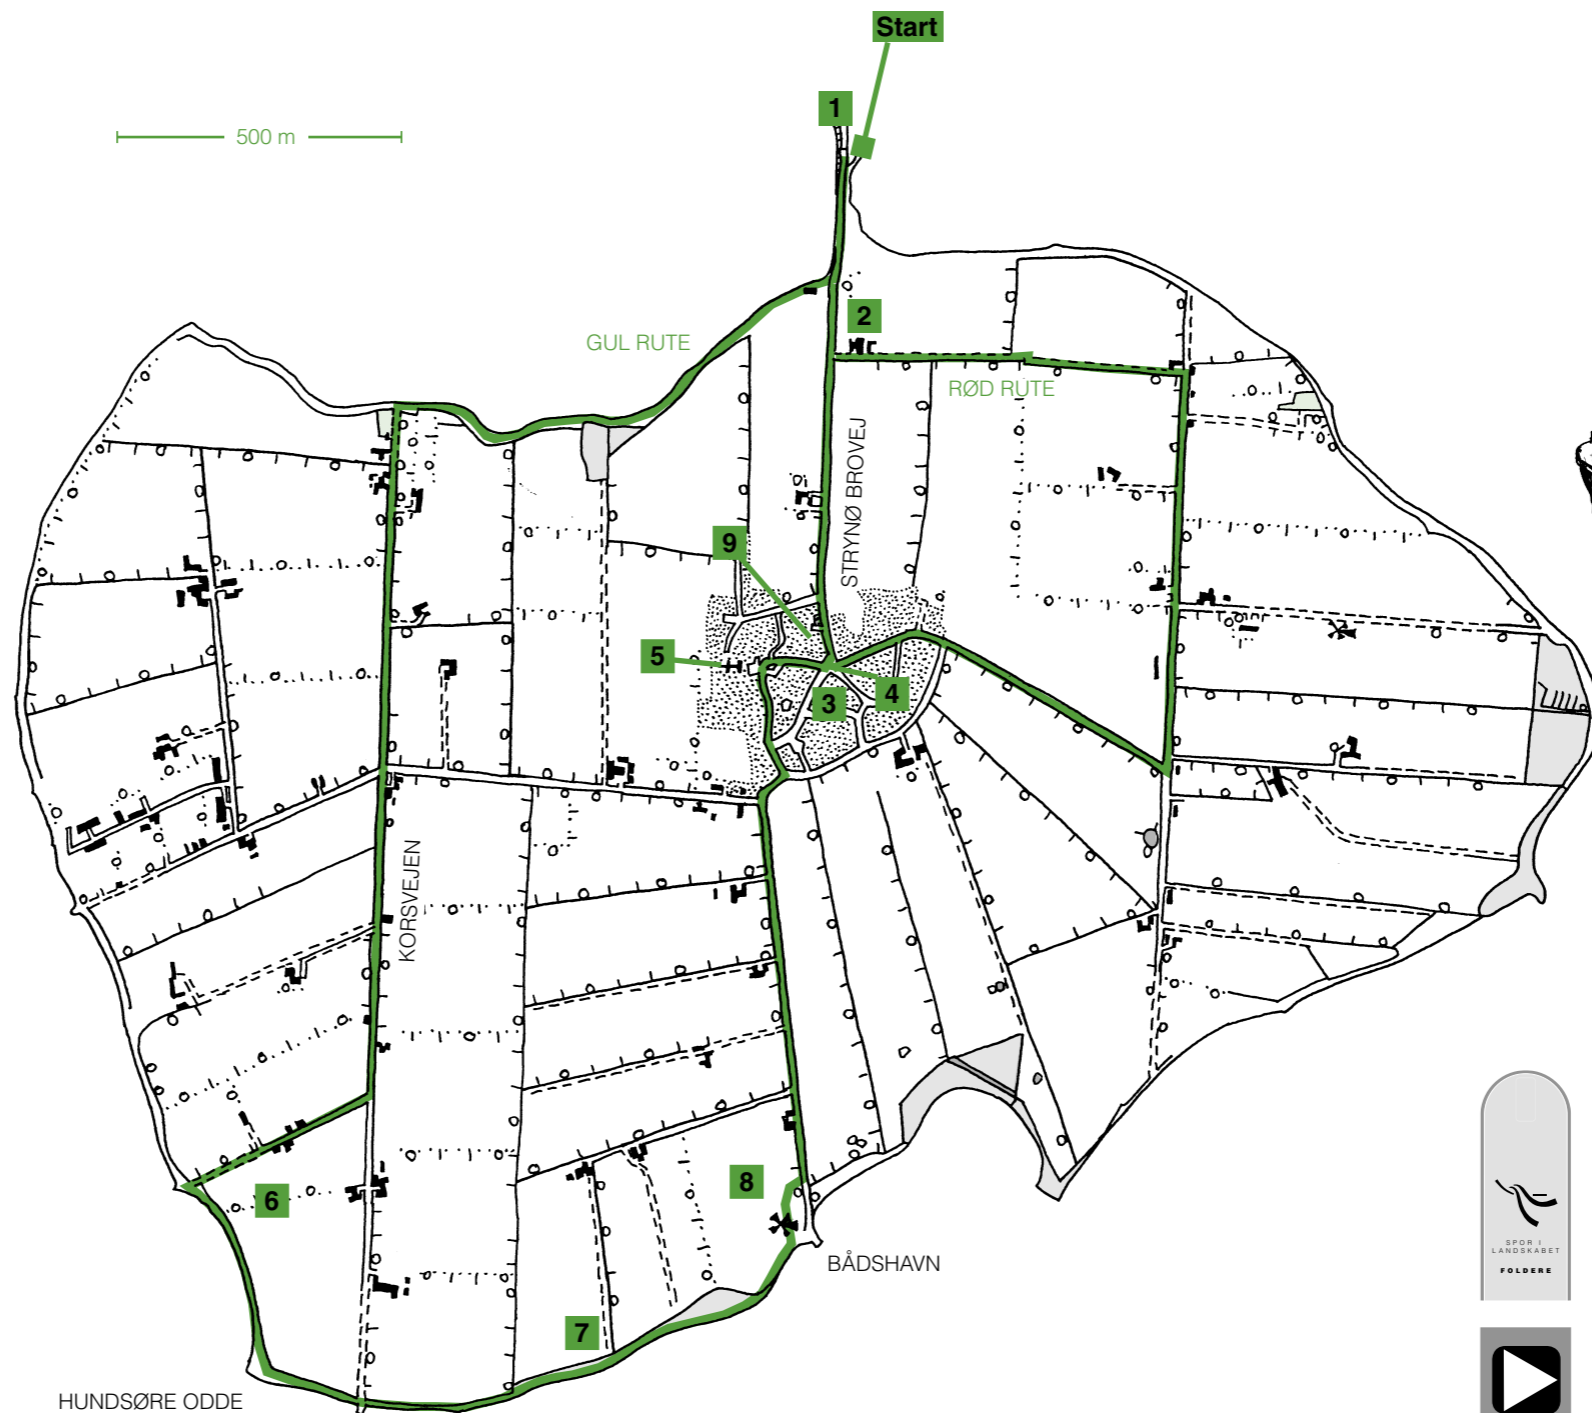 Start
1
500 m
2
GUL RUTE
RØD RUTE
STRYNØ BROVEJ
9
5
4
3
KORSVEJEN
6
8
BÅDSHAVN
7
HUNDSØRE ODDE
SPOR I
LANDSKABET
FOLDERE